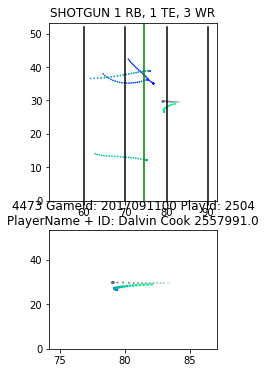 SHOTGUN 1 RB, 1 TE, 3 WR
50
40
30
20
10
0
60 70 80 90
4473 GameId: 2017091100 PlayId: 2504
PlayerName + ID: Dalvin Cook 2557991.0
40
20
0
75 80 85